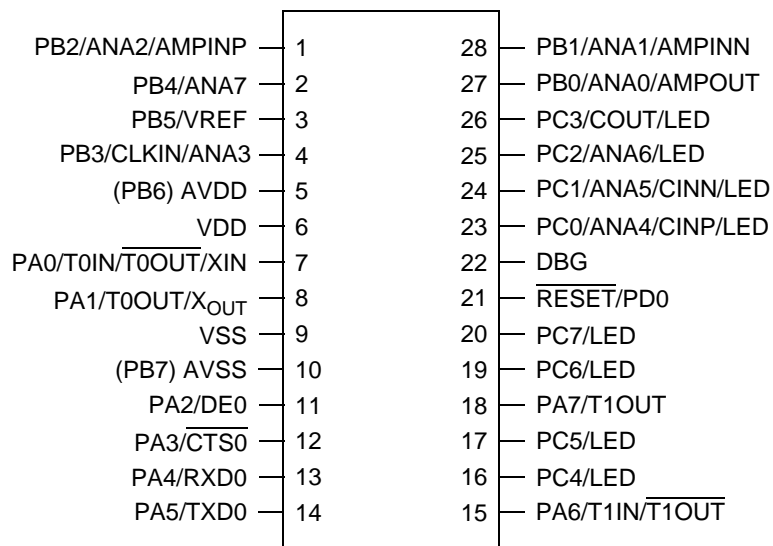 PB2/ANA2/AMPINP 1 28 PB1/ANA1/AMPINN
PB4/ANA7 2 27 PB0/ANA0/AMPOUT
PB5/VREF 3 26 PC3/COUT/LED
PB3/CLKIN/ANA3 4 25 PC2/ANA6/LED
(PB6) AVDD 5 24 PC1/ANA5/CINN/LED
VDD 6 23 PC0/ANA4/CINP/LED
PA0/T0IN/T0OUT/XIN 7 22 DBG
PA1/T0OUT/XOUT 8 21 RESET/PD0
VSS 9 20 PC7/LED
(PB7) AVSS 10 19 PC6/LED
PA2/DE0 11 18 PA7/T1OUT
PA3/CTS0 12 17 PC5/LED
PA4/RXD0 13 16 PC4/LED
PA5/TXD0 14 15 PA6/T1IN/T1OUT